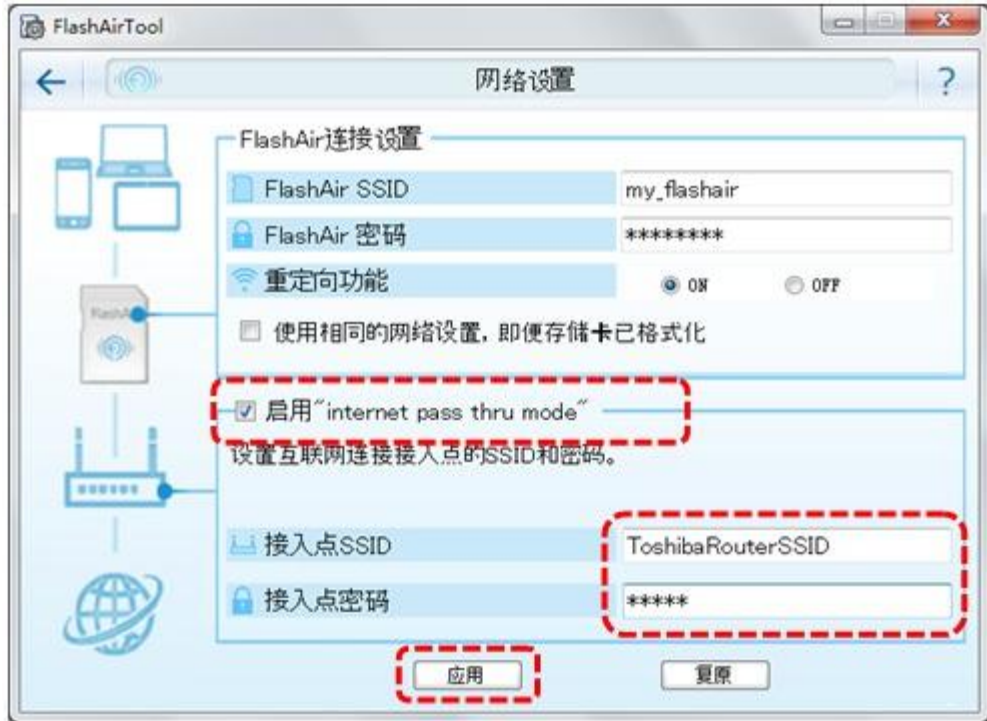 FlashAirTool
网络设置
?
FlashAir连接设置
FlashAir SSID
my_flashair
FlashAir 密码
********
重定向功能
ON
OFF
使用相同的网络设置, 即便存储卡已格式化
启用"internet pass thru mode"
设置互联网连接接入点的SSID和密码。
接入点SSID
ToshibaRouterSSID
接入点密码
*****
应用
复原